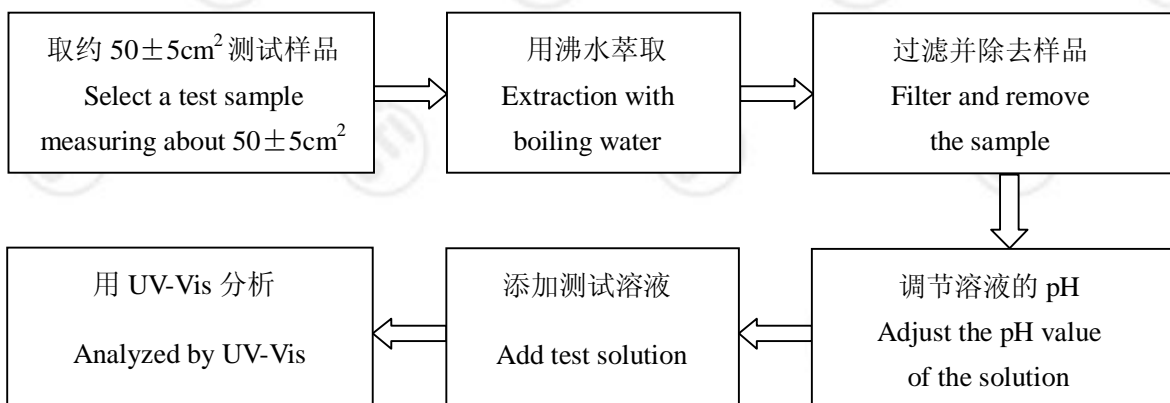 取约 50±5cm² 测试样品
Select a test sample
measuring about 50±5cm²
用沸水萃取
Extraction with
boiling water
过滤并除去样品
Filter and remove
the sample
调节溶液的 pH
Adjust the pH value
of the solution
添加测试溶液
Add test solution
用 UV-Vis 分析
Analyzed by UV-Vis